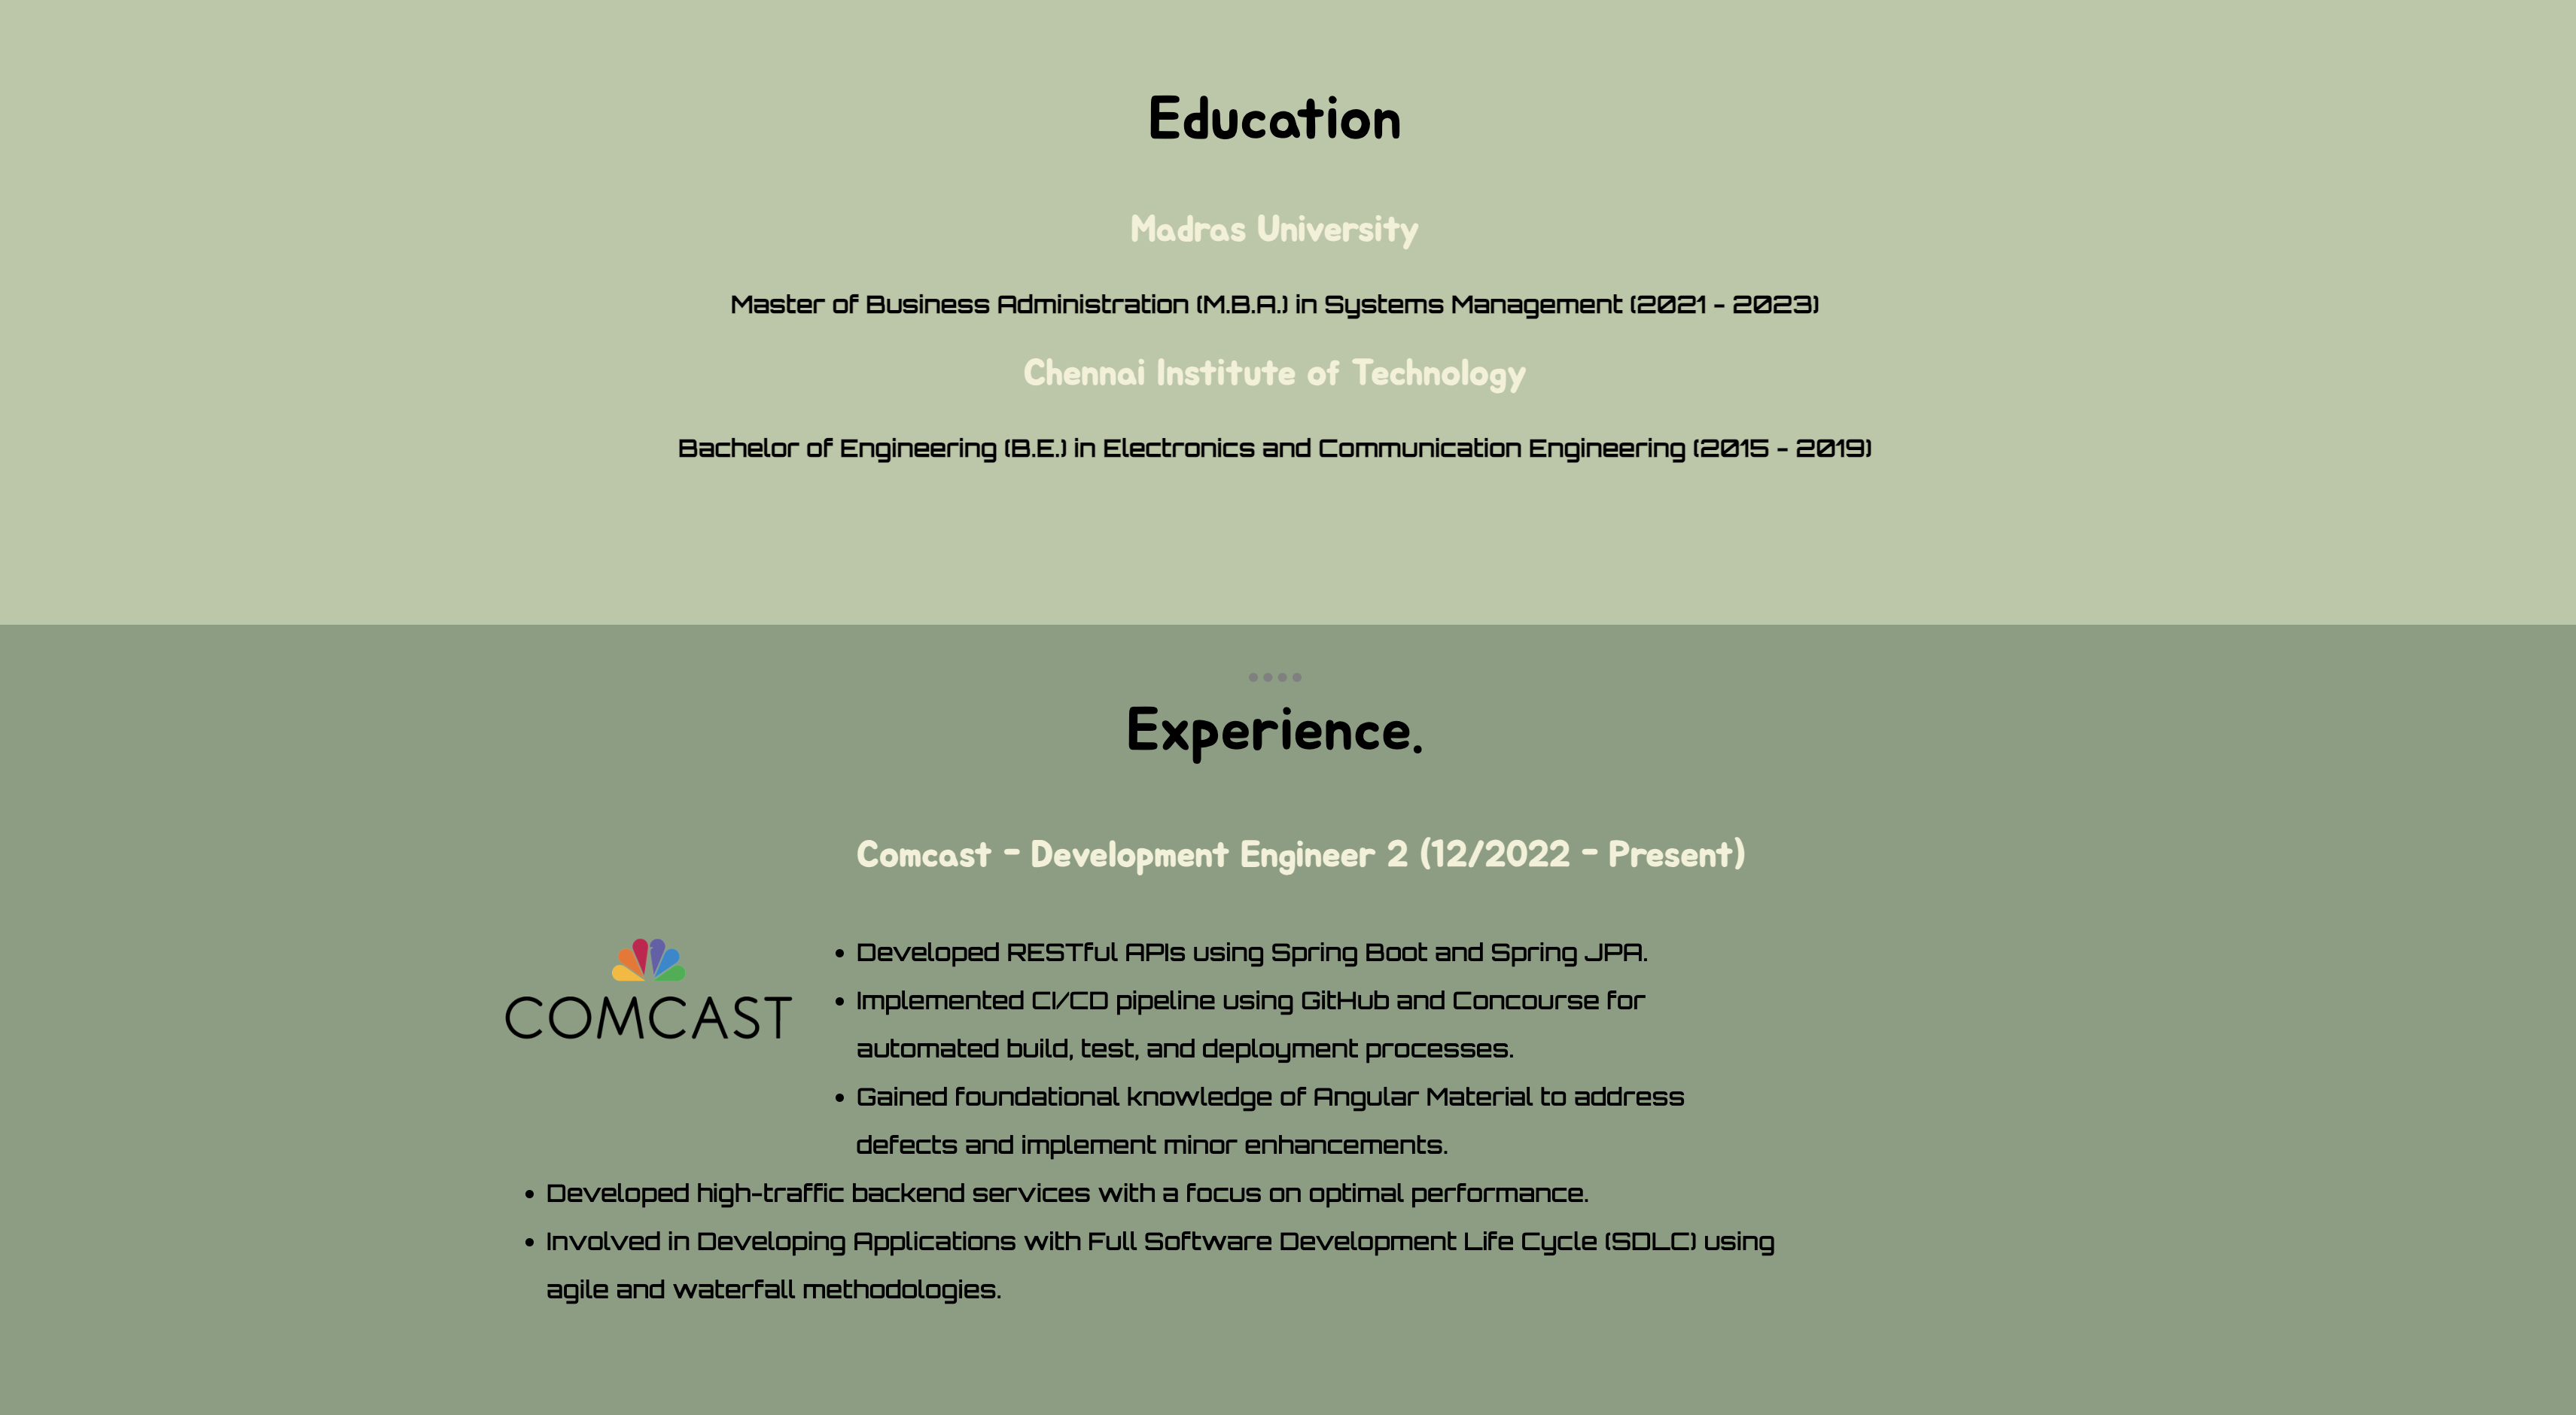 Education
Madras University
Master of Business Administration (M.B.A.) in Systems Management (2021 - 2023)
Chennai Institute of Technology
Bachelor of Engineering (B.E.) in Electronics and Communication Engineering (2015 - 2019)
Experience.
Comcast - Development Engineer 2 (12/2022 - Present)
COMCAST
• Developed RESTful APIs using Spring Boot and Spring JPA.
• Implemented CI/CD pipeline using GitHub and Concourse for
automated build, test, and deployment processes.
• Gained foundational knowledge of Angular Material to address
defects and implement minor enhancements.
• Developed high-traffic backend services with a focus on optimal performance.
• Involved in Developing Applications with Full Software Development Life Cycle (SDLC) using
agile and waterfall methodologies.